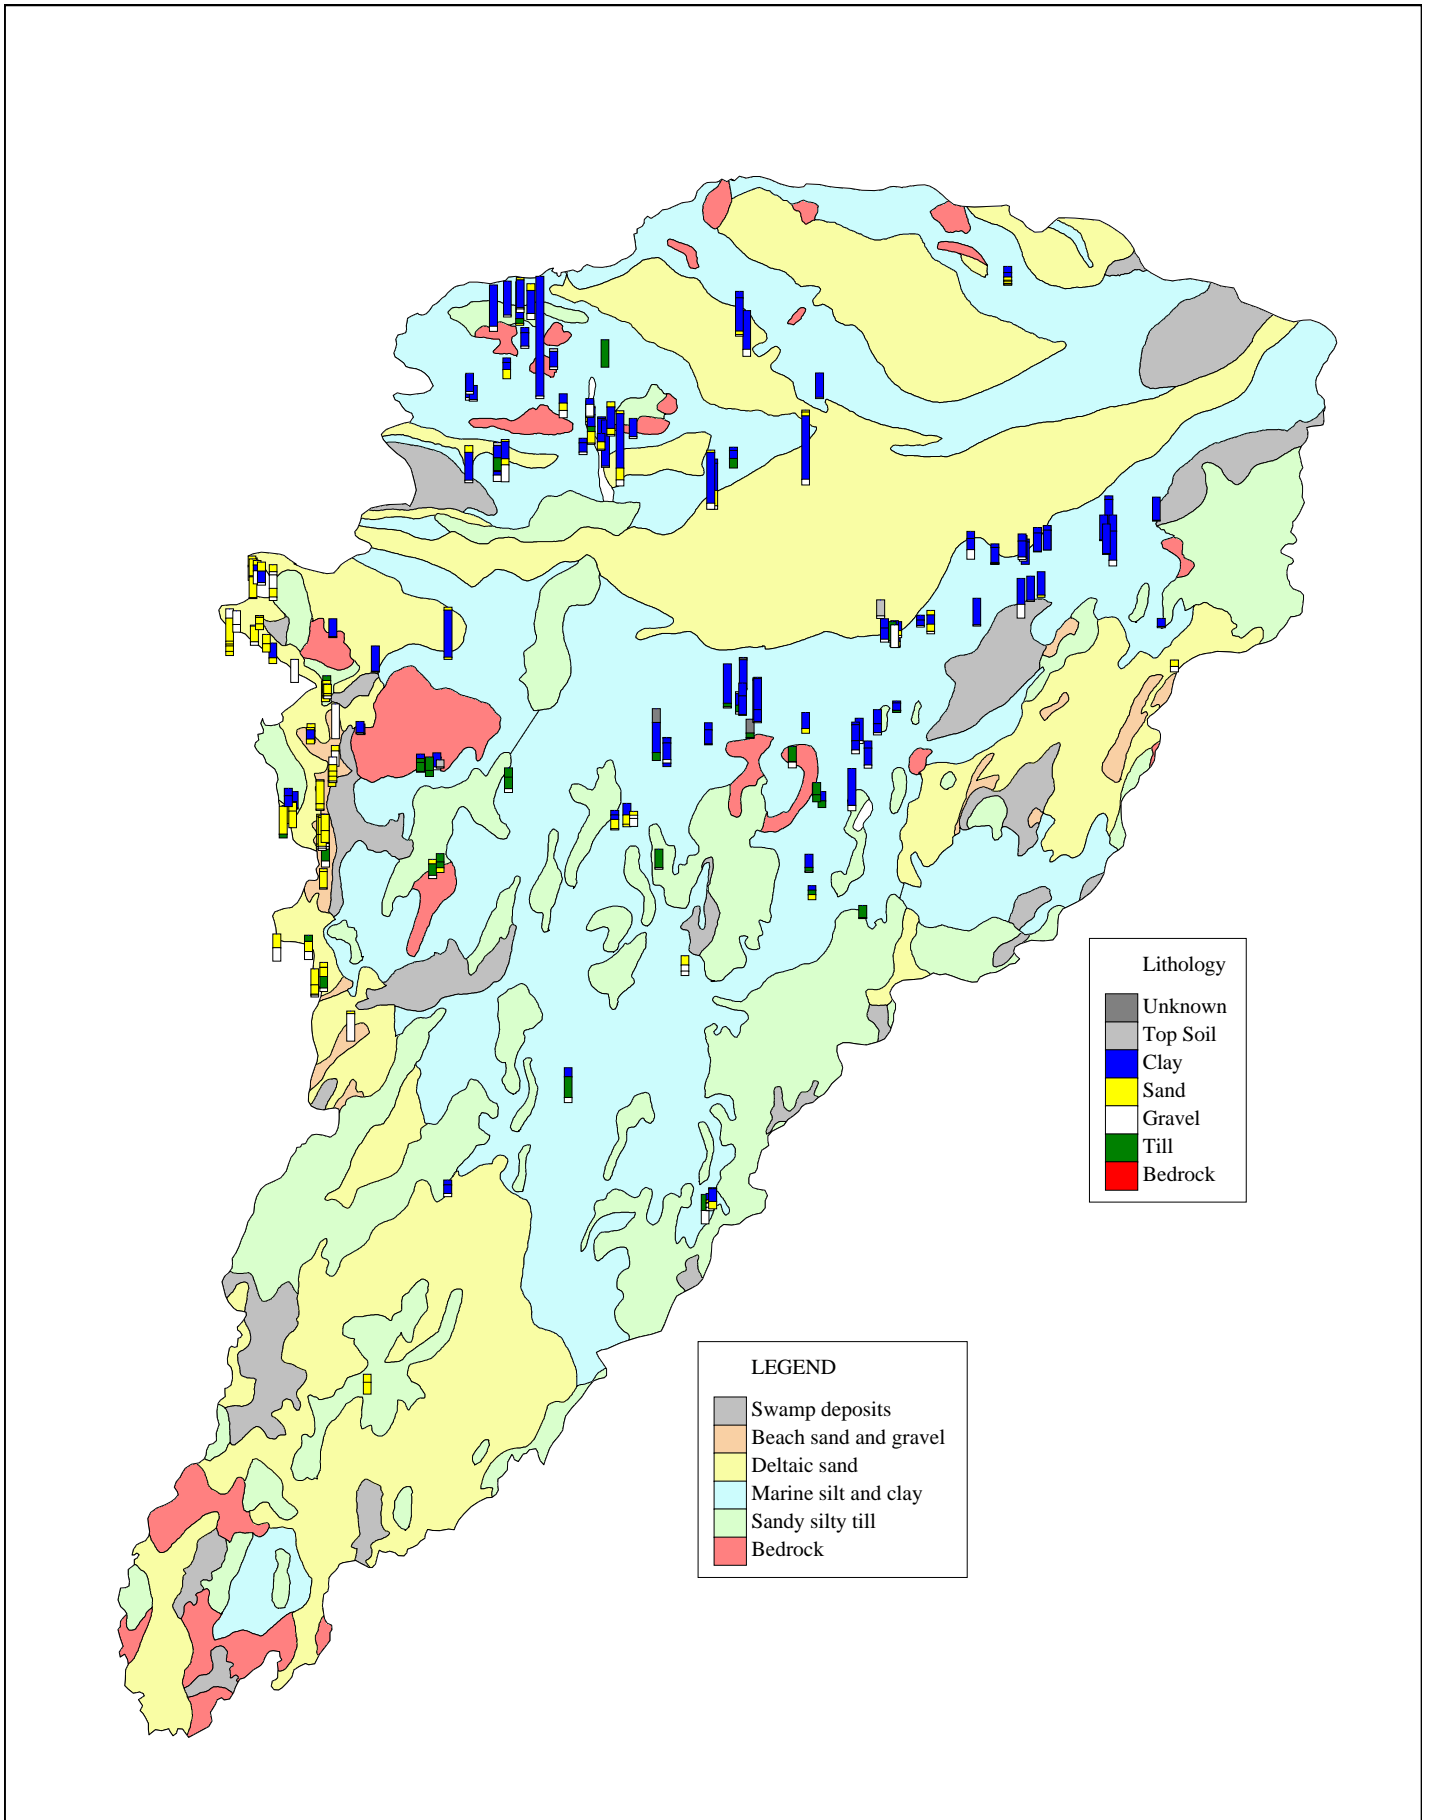 Lithology
Unknown
Top Soil
Clay
Sand
Gravel
Till
Bedrock
LEGEND
Swamp deposits
Beach sand and gravel
Deltaic sand
Marine silt and clay
Sandy silty till
Bedrock